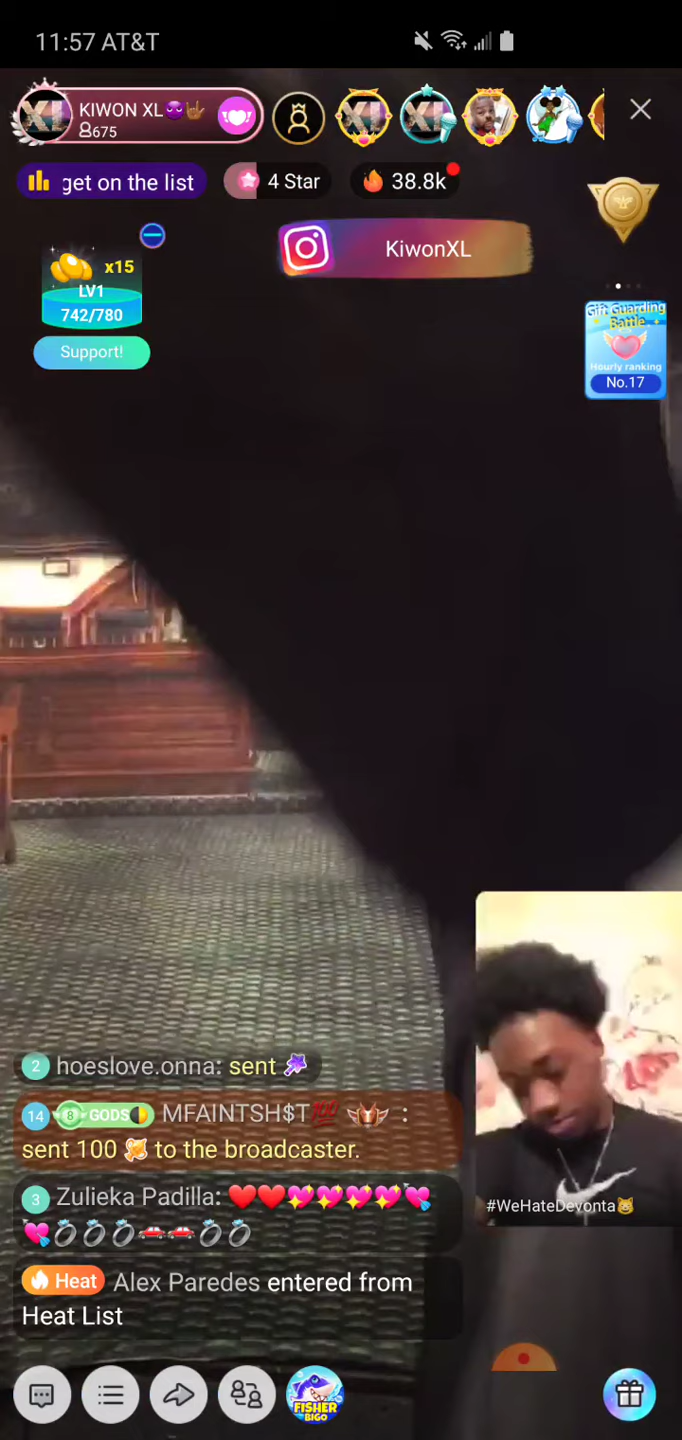 11:57 AT&T
KIWON XL😈🤘🏾
675
get on the list
4 Star
38.8k
KiwonXL
x15
LV1
742/780
Support!
Gift Guarding
Battle
Hourly ranking
No.17
2 hoeslove.onna: sent
14 8 GODS🌗 MFAINTSH$T💯 :
sent 100 to the broadcaster.
3 Zulieka Padilla: ❤️❤️💖💖💖💖💘
💘💍💍💍🚗🚗💍💍
Heat Alex Paredes entered from
Heat List
#WeHateDevonta😸
FISHER
BIGO